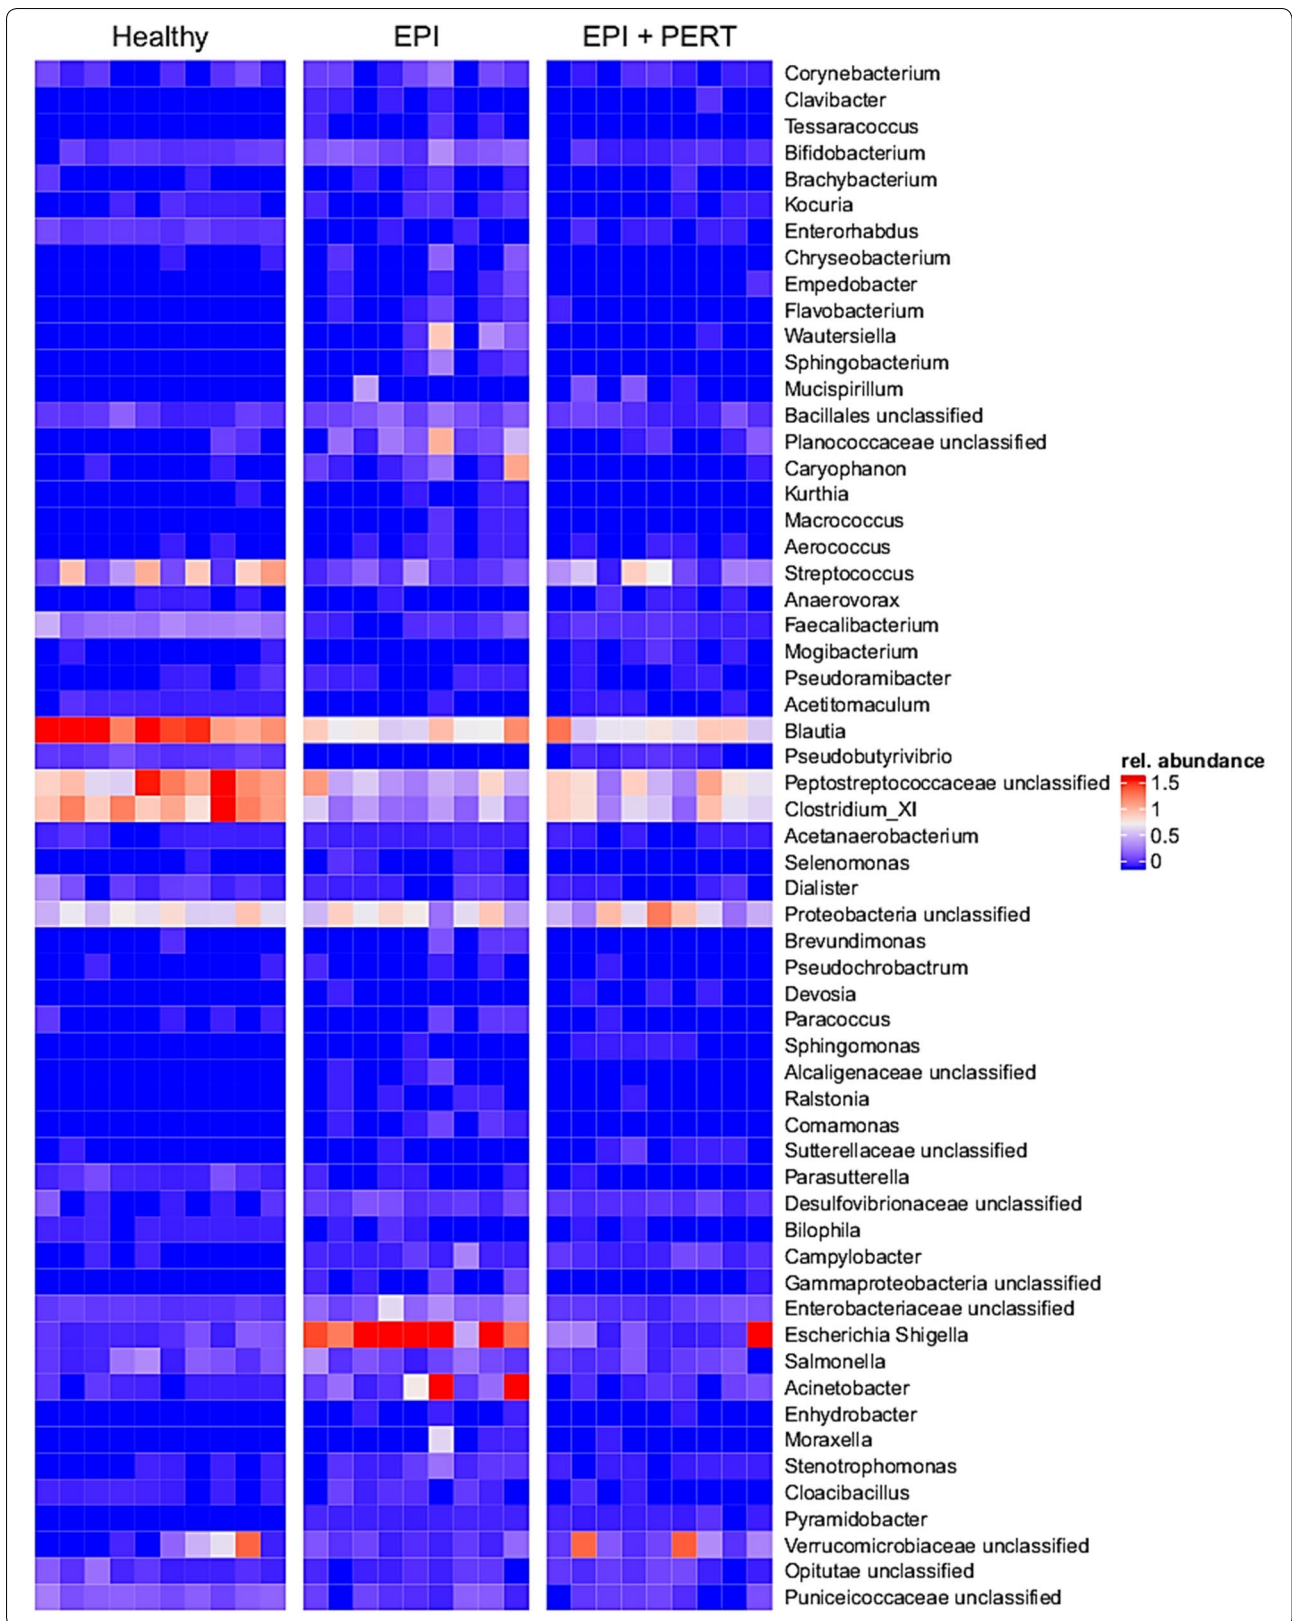 Healthy EPI EPI + PERT
Corynebacterium
Clavibacter
Tessaracoccus
Bifidobacterium
Brachybacterium
Kocuria
Enterorhabdus
Chryseobacterium
Empedobacter
Flavobacterium
Wautersiella
Sphingobacterium
Mucispirillum
Bacillales unclassified
Planococcaceae unclassified
Caryophanon
Kurthia
Macrococcus
Aerococcus
Streptococcus
Anaerovorax
Faecalibacterium
Mogibacterium
Pseudoramibacter
Acetitomaculum
Blautia
Pseudobutyrivibrio
Peptostreptococcaceae unclassified
Clostridium_XI
Acetanaerobacterium
Selenomonas
Dialister
Proteobacteria unclassified
Brevundimonas
Pseudochrobactrum
Devosia
Paracoccus
Sphingomonas
Alcaligenaceae unclassified
Ralstonia
Comamonas
Sutterellaceae unclassified
Parasutterella
Desulfovibrionaceae unclassified
Bilophila
Campylobacter
Gammaproteobacteria unclassified
Enterobacteriaceae unclassified
Escherichia Shigella
Salmonella
Acinetobacter
Enhydrobacter
Moraxella
Stenotrophomonas
Cloacibacillus
Pyramidobacter
Verrucomicrobiaceae unclassified
Opitutae unclassified
Puniceicoccaceae unclassified
rel. abundance
1.5
1
0.5
0